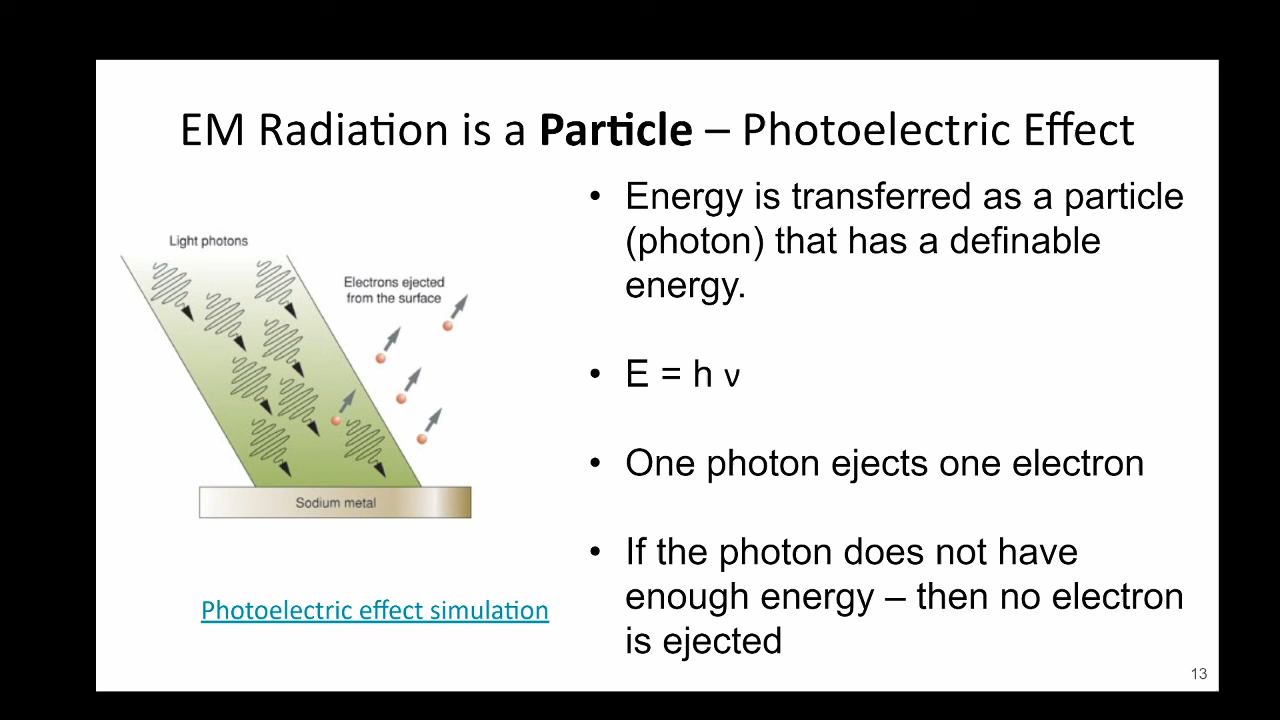 EM Radiation is a Particle – Photoelectric Effect
Light photons
Electrons ejected
from the surface
Sodium metal
Photoelectric effect simulation
• Energy is transferred as a particle
(photon) that has a definable
energy.
• E = h ν
• One photon ejects one electron
• If the photon does not have
enough energy – then no electron
is ejected
13